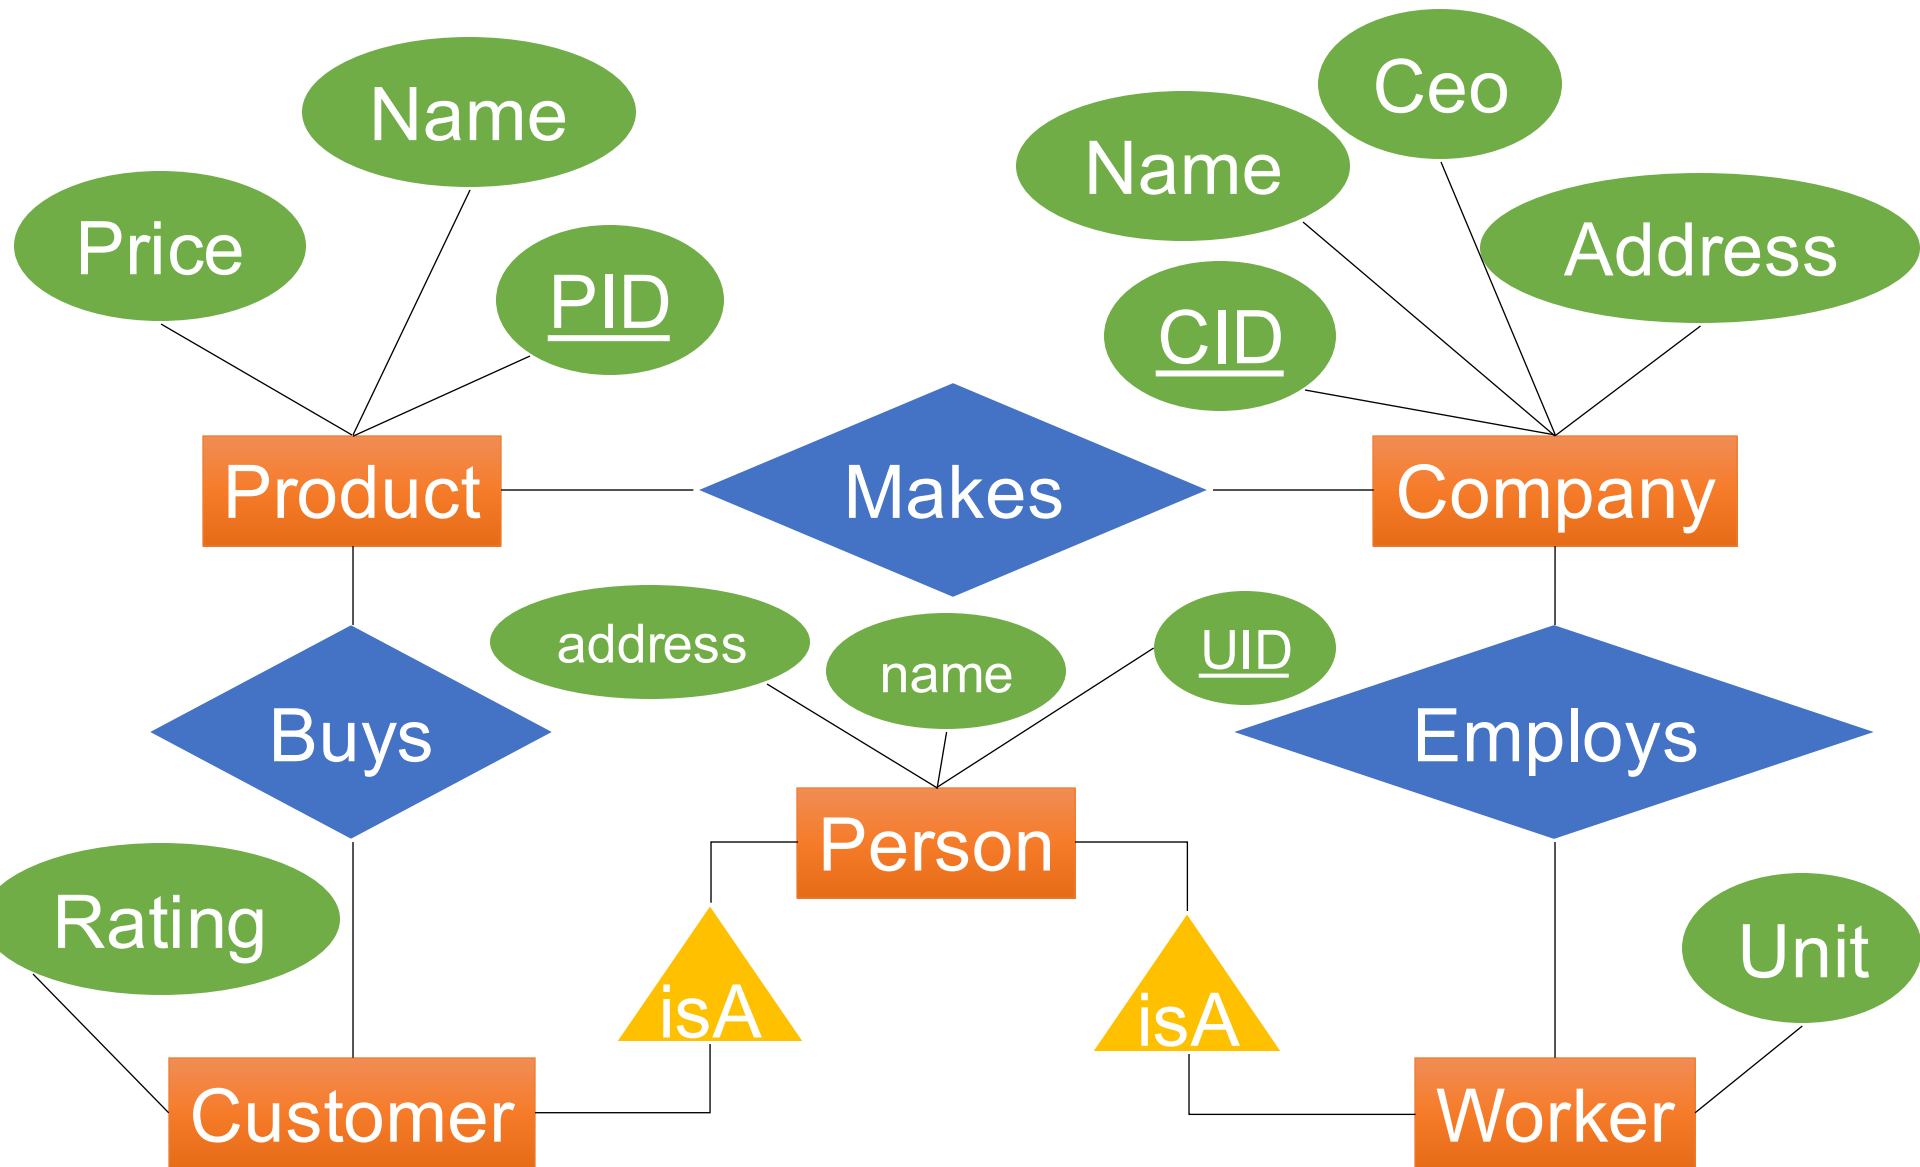 Ceo
Name
Name
Price
Address
PID
CID
Product
Makes
Company
address
name
UID
Buys
Employs
Person
Rating
Unit
isA
isA
Customer
Worker